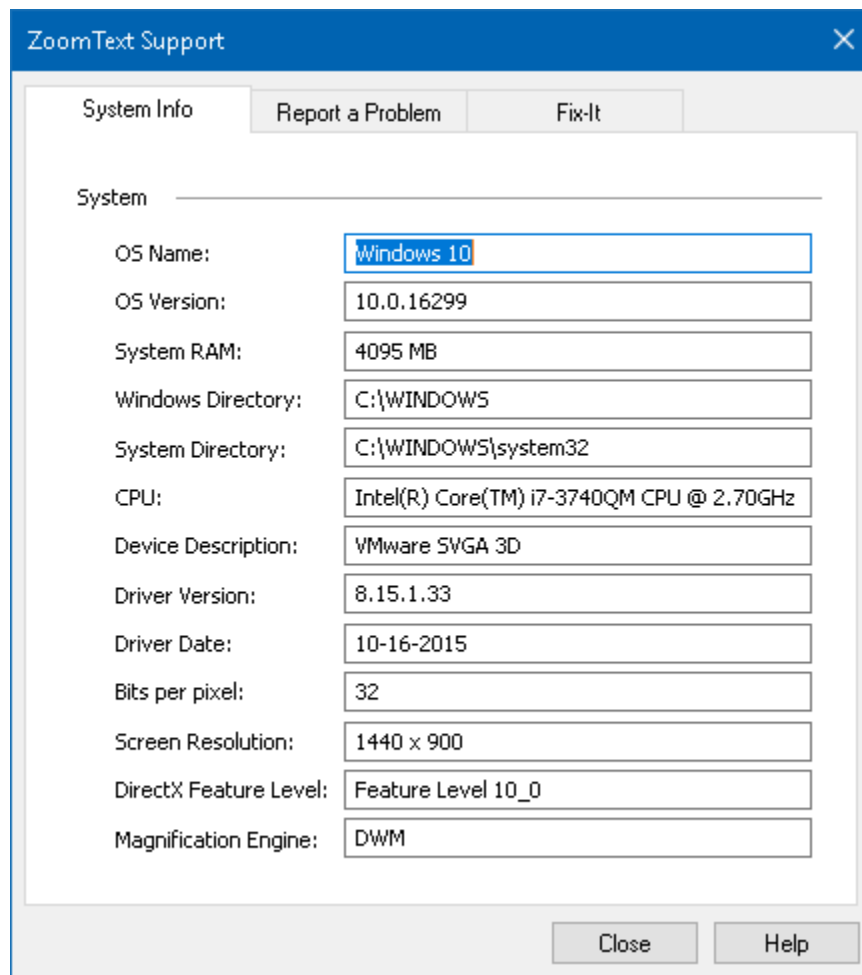 ZoomText Support
System Info Report a Problem Fix-It
System
OS Name: Windows 10
OS Version: 10.0.16299
System RAM: 4095 MB
Windows Directory: C:\WINDOWS
System Directory: C:\WINDOWS\system32
CPU: Intel(R) Core(TM) i7-3740QM CPU @ 2.70GHz
Device Description: VMware SVGA 3D
Driver Version: 8.15.1.33
Driver Date: 10-16-2015
Bits per pixel: 32
Screen Resolution: 1440 x 900
DirectX Feature Level: Feature Level 10_0
Magnification Engine: DWM
Close Help